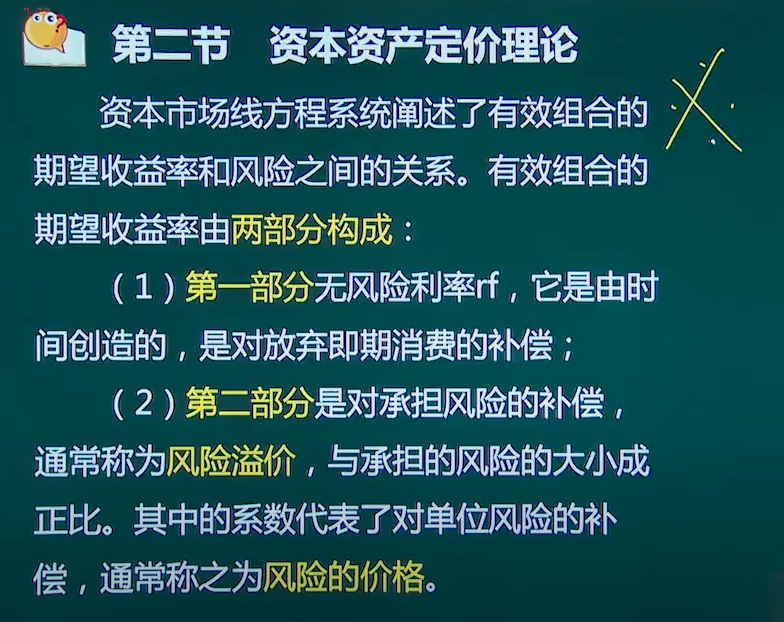 第二节 资本资产定价理论
资本市场线方程系统阐述了有效组合的
期望收益率和风险之间的关系。有效组合的
期望收益率由两部分构成：
（1）第一部分无风险利率rf，它是由时
间创造的，是对放弃即期消费的补偿；
（2）第二部分是对承担风险的补偿，
通常称为风险溢价，与承担的风险的大小成
正比。其中的系数代表了对单位风险的补
偿，通常称之为风险的价格。